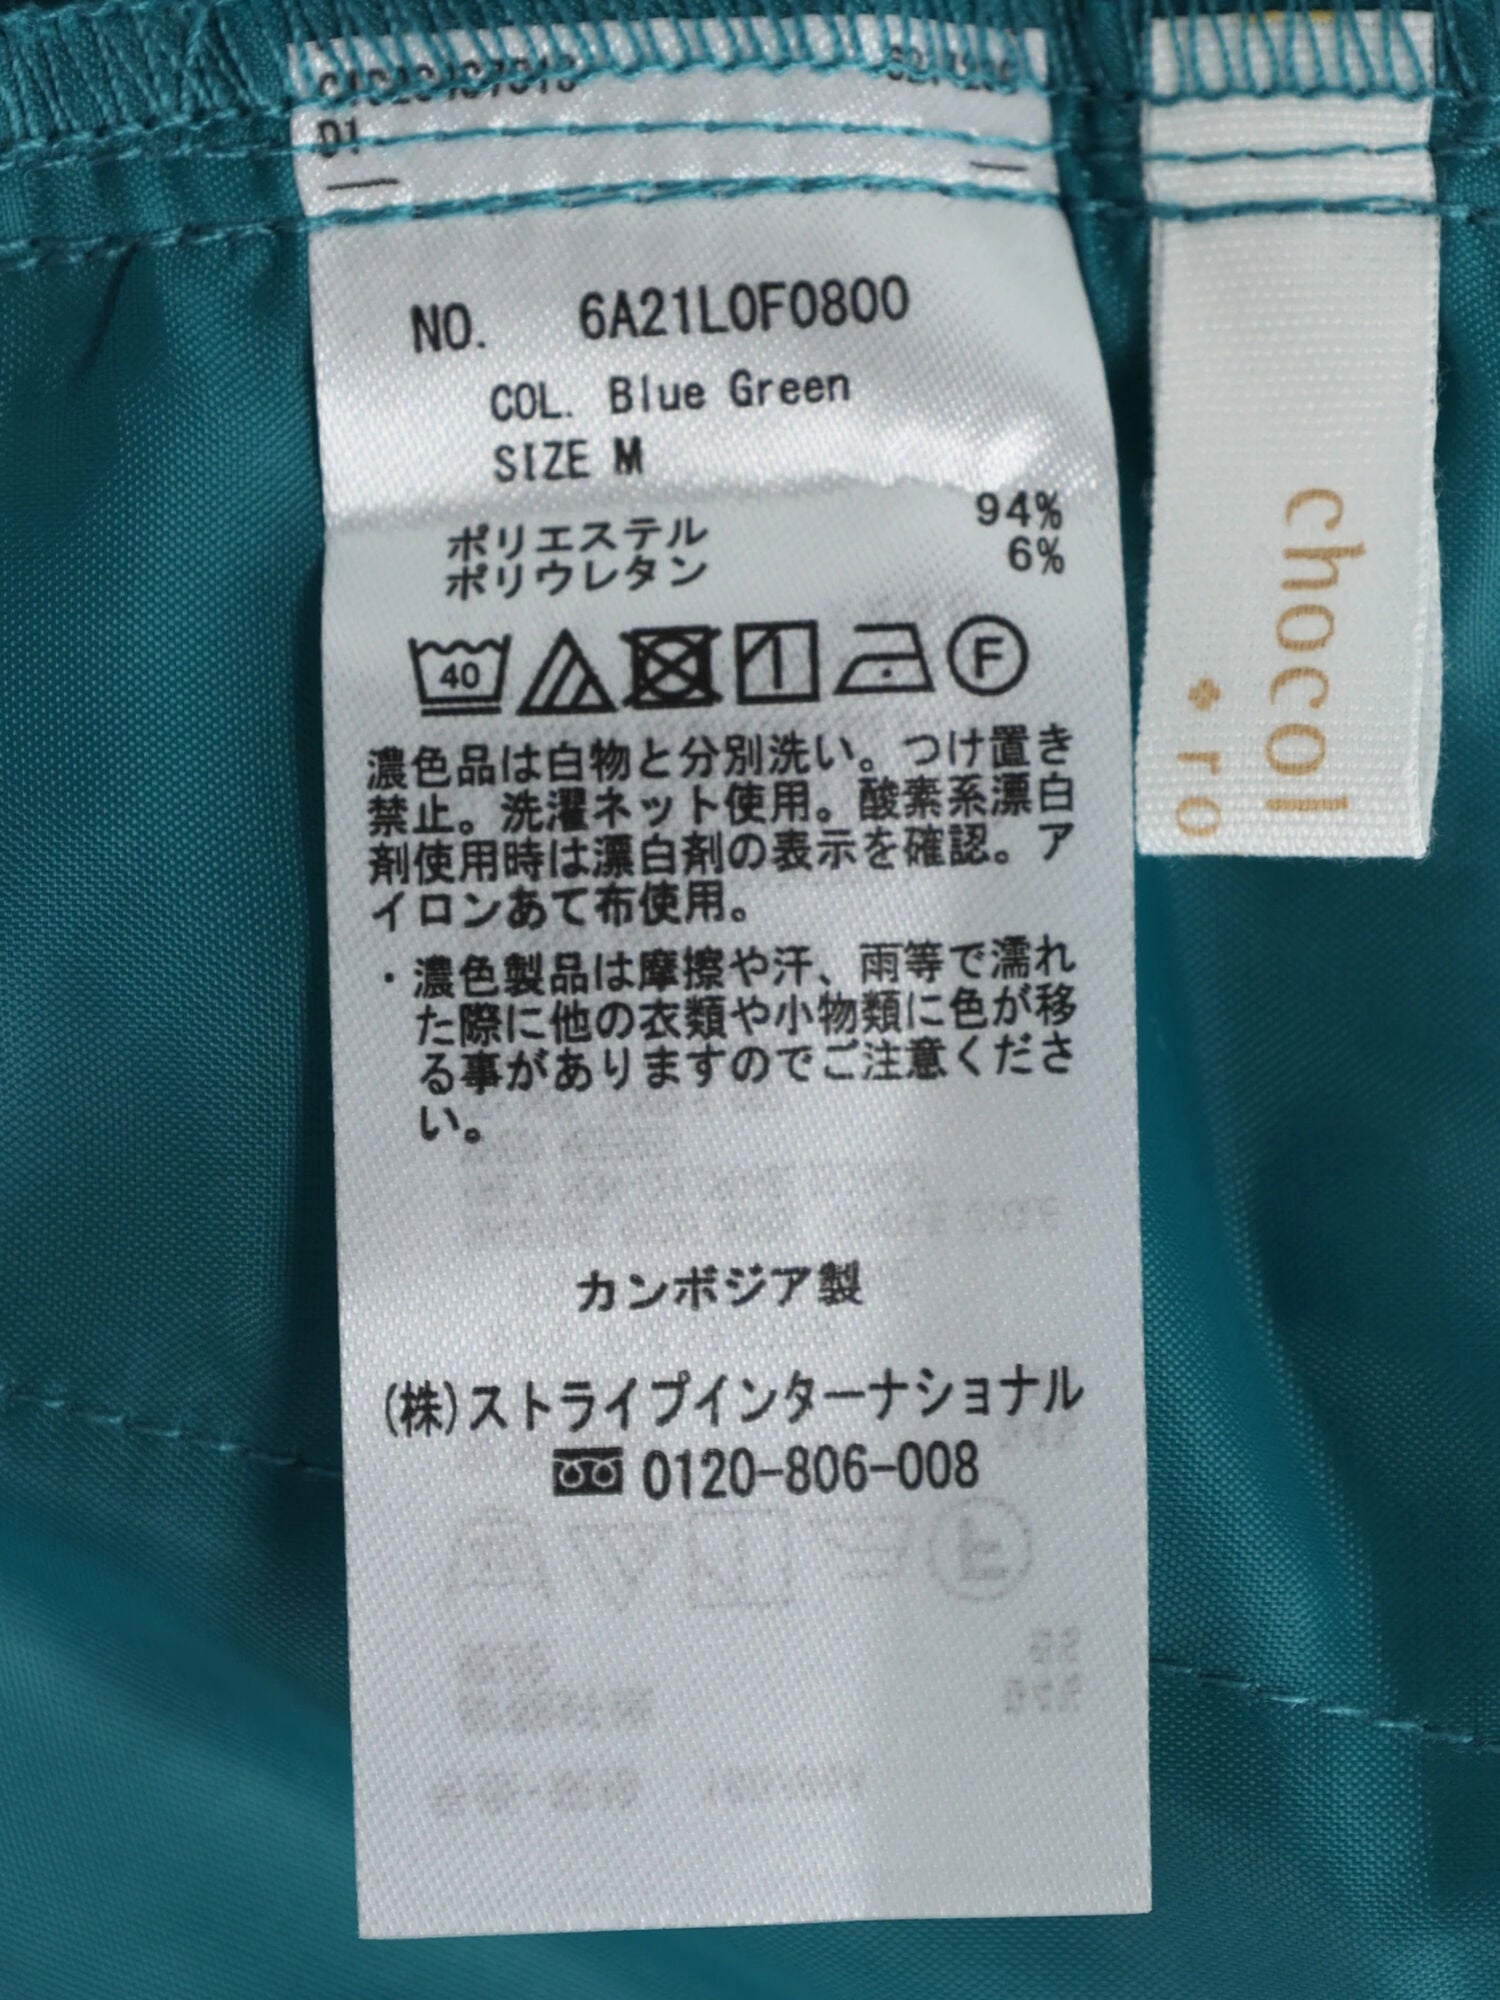 D1
NO. 6A21L0F0800
COL. Blue Green
SIZE M
ポリエステル 94%
ポリウレタン 6%
40
F
濃色品は白物と分別洗い。つけ置き
禁止。洗濯ネット使用。酸素系漂白
剤使用時は漂白剤の表示を確認。ア
イロンあて布使用。
・濃色製品は摩擦や汗、雨等で濡れ
た際に他の衣類や小物類に色が移
る事がありますのでご注意くださ
い。
カンボジア製
(株)ストライプインターナショナル
0120-806-008
chocol
ro